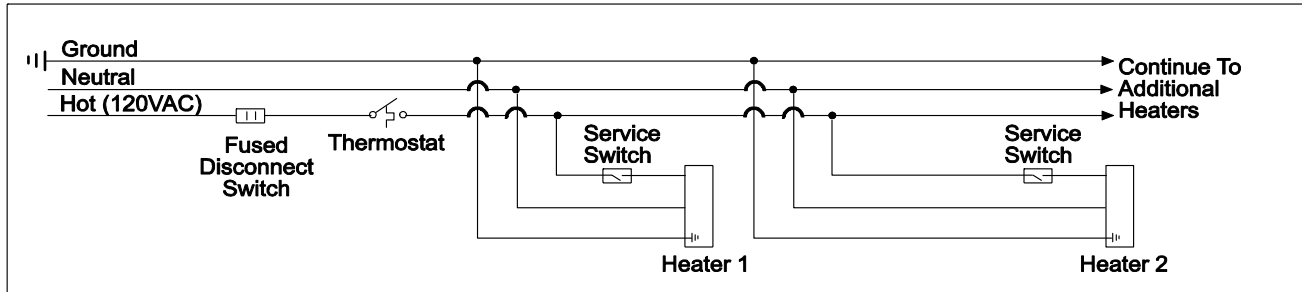 Ground
Neutral
Hot (120VAC)
Fused
Disconnect
Switch
Thermostat
Service
Switch
Heater 1
Service
Switch
Heater 2
Continue To
Additional
Heaters